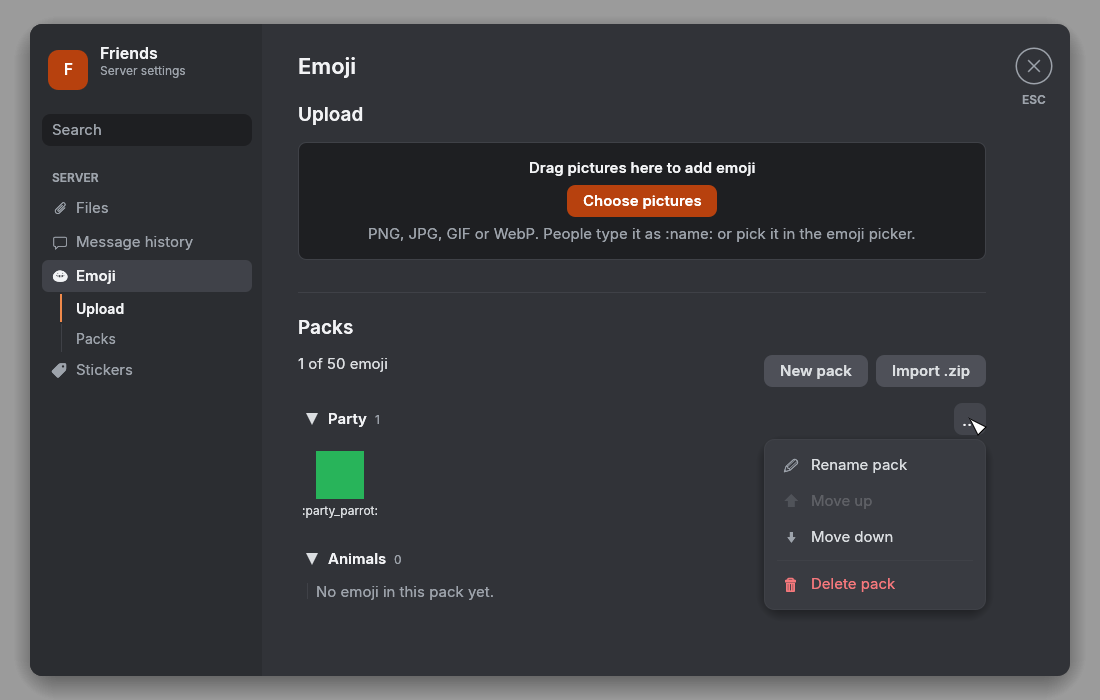 F
Friends
Server settings
Search
SERVER
Files
Message history
Emoji
Upload
Packs
Stickers
Emoji
ESC
Upload
Drag pictures here to add emoji
Choose pictures
PNG, JPG, GIF or WebP. People type it as :name: or pick it in the emoji picker.
Packs
1 of 50 emoji
New pack
Import .zip
Party 1
:party_parrot:
Rename pack
Move up
Move down
Delete pack
Animals 0
No emoji in this pack yet.